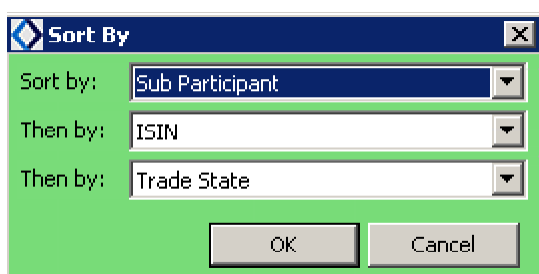 Sort By
Sort by: Sub Participant
Then by: ISIN
Then by: Trade State
OK Cancel